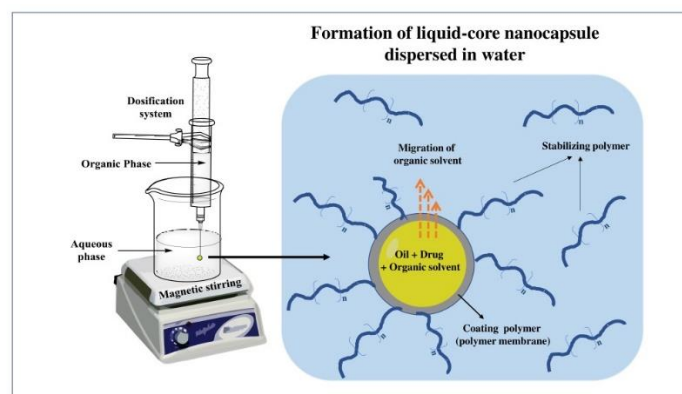 Formation of liquid-core nanocapsule
dispersed in water
Dosification
system
Organic Phase
Aqueous
phase
Magnetic stirring
Migration of
organic solvent
Stabilizing polymer
Oil + Drug
+ Organic solvent
Coating polymer
(polymer membrane)
n
n
n
n
n
n
n
n
n
n
n
n